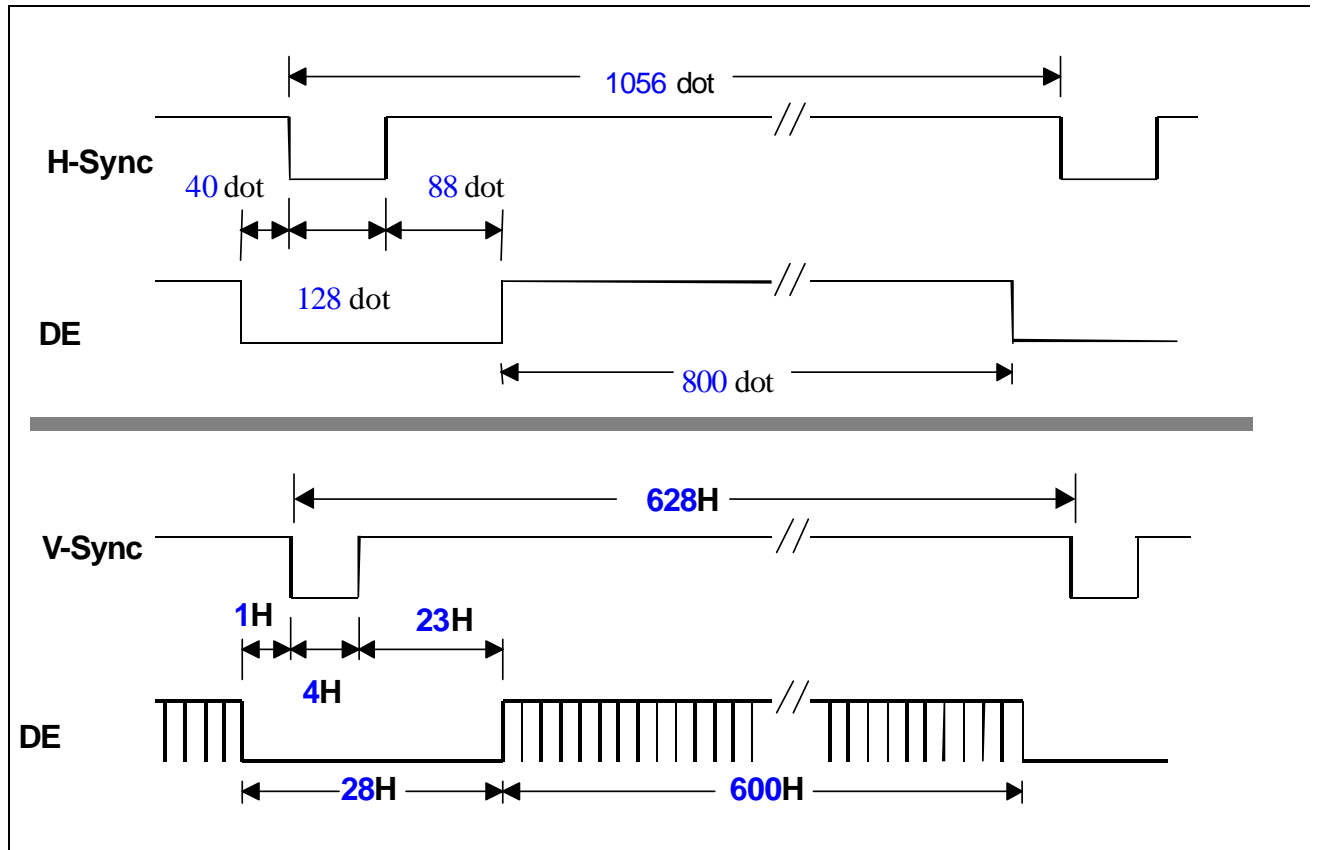 1056 dot
H-Sync
40 dot
88 dot
128 dot
DE
800 dot
628H
V-Sync
1H
23H
4H
DE
28H
600H